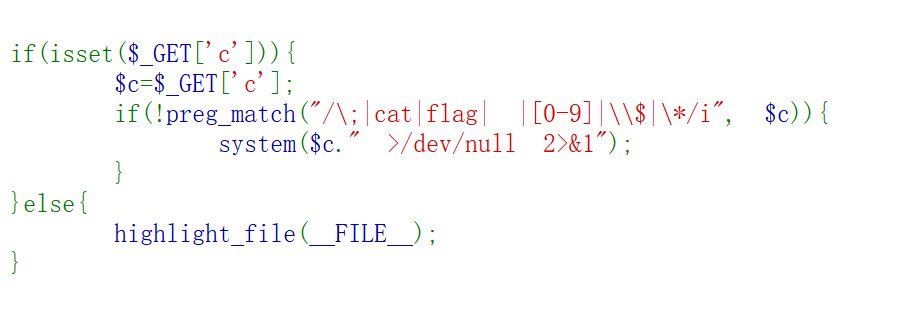 if(isset($_GET['c'])){
$c=$_GET['c'];
if(!preg_match("/\;|cat|flag| |[0-9]|\\$|\*/i", $c)){
system($c." >/dev/null 2>&1");
}
}else{
highlight_file(__FILE__);
}